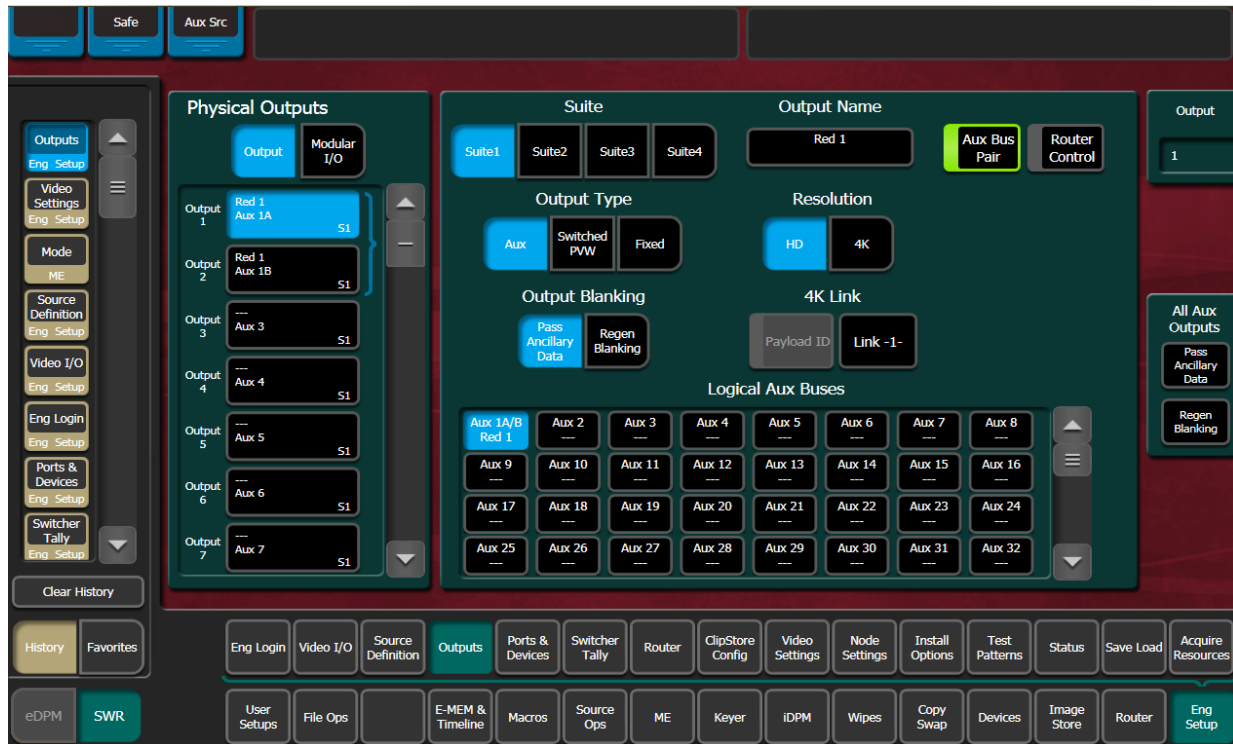 Safe
Aux Src
Outputs
Eng Setup
Video
Settings
Eng Setup
Mode
ME
Source
Definition
Eng Setup
Video I/O
Eng Setup
Eng Login
Eng Setup
Ports &
Devices
Eng Setup
Switcher
Tally
Eng Setup
Clear History
History
Favorites
eDPM
SWR
Physical Outputs
Output
Modular
I/O
Output
1
Red 1
Aux 1A
S1
Output
2
Red 1
Aux 1B
S1
Output
3
---
Aux 3
S1
Output
4
---
Aux 4
S1
Output
5
---
Aux 5
S1
Output
6
---
Aux 6
S1
Output
7
---
Aux 7
S1
Suite
Suite1
Suite2
Suite3
Suite4
Output Name
Red 1
Aux Bus
Pair
Router
Control
Output Type
Aux
Switched
PVW
Fixed
Resolution
HD
4K
Output Blanking
Pass
Ancillary
Data
Regen
Blanking
4K Link
Payload ID
Link -1-
Logical Aux Buses
Aux 1A/B
Red 1
Aux 2
---
Aux 3
---
Aux 4
---
Aux 5
---
Aux 6
---
Aux 7
---
Aux 8
---
Aux 9
---
Aux 10
---
Aux 11
---
Aux 12
---
Aux 13
---
Aux 14
---
Aux 15
---
Aux 16
---
Aux 17
---
Aux 18
---
Aux 19
---
Aux 20
---
Aux 21
---
Aux 22
---
Aux 23
---
Aux 24
---
Aux 25
---
Aux 26
---
Aux 27
---
Aux 28
---
Aux 29
---
Aux 30
---
Aux 31
---
Aux 32
---
Output
1
All Aux
Outputs
Pass
Ancillary
Data
Regen
Blanking
Eng Login
Video I/O
Source
Definition
Outputs
Ports &
Devices
Switcher
Tally
Router
ClipStore
Config
Video
Settings
Node
Settings
Install
Options
Test
Patterns
Status
Save Load
Acquire
Resources
User
Setups
File Ops
E-MEM &
Timeline
Macros
Source
Ops
ME
Keyer
iDPM
Wipes
Copy
Swap
Devices
Image
Store
Router
Eng
Setup